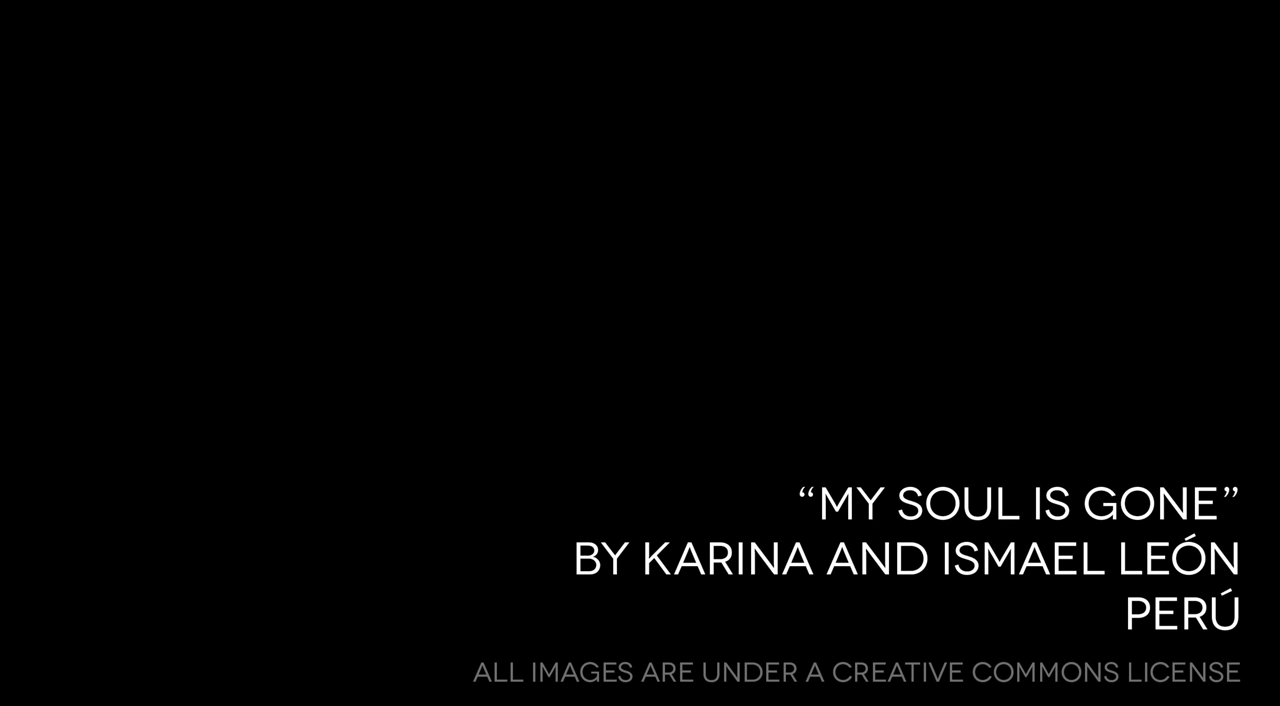 “MY SOUL IS GONE”
BY KARINA AND ISMAEL LEÓN
PERÚ
ALL IMAGES ARE UNDER A CREATIVE COMMONS LICENSE